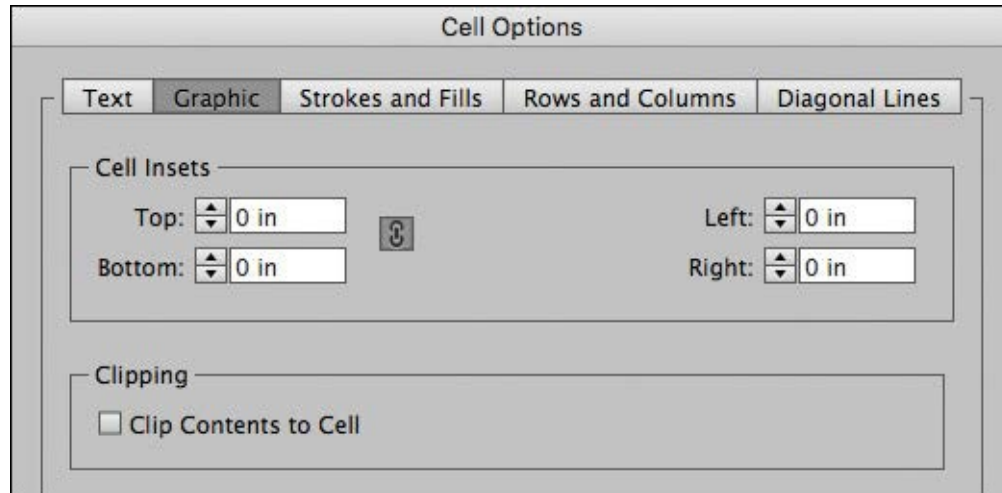 Cell Options
Text Graphic Strokes and Fills Rows and Columns Diagonal Lines
Cell Insets
Top: 0 in Left: 0 in
Bottom: 0 in Right: 0 in
Clipping
Clip Contents to Cell